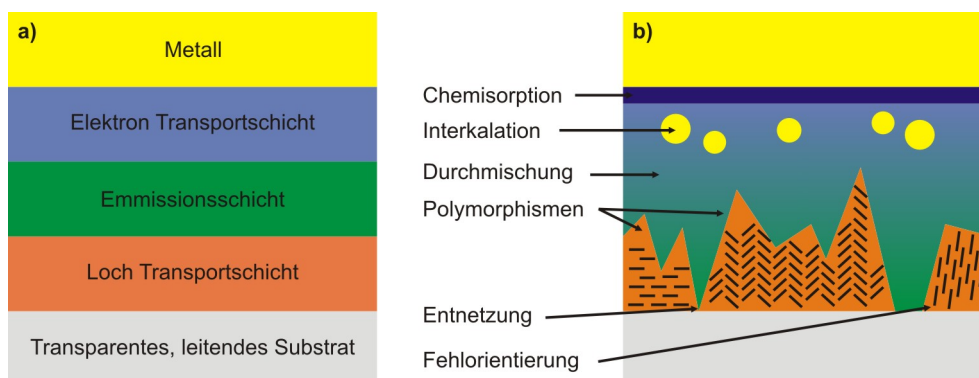 a)
Metall
Elektron Transportschicht
Emmissionsschicht
Loch Transportschicht
Transparentes, leitendes Substrat
b)
Chemisorption
Interkalation
Durchmischung
Polymorphismen
Entnetzung
Fehlorientierung